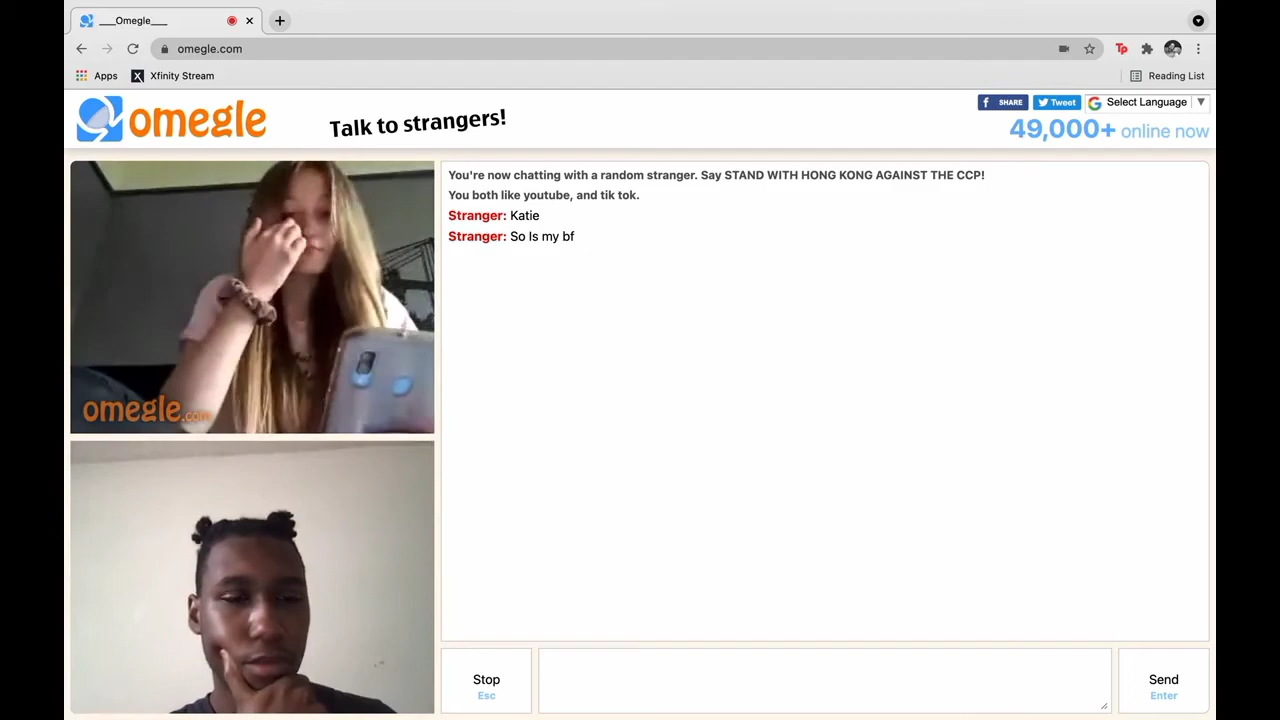 ____Omegle____
omegle.com
Apps
Xfinity Stream
Tp
Reading List
omegle
Talk to strangers!
SHARE
Tweet
Select Language
49,000+ online now
You're now chatting with a random stranger. Say STAND WITH HONG KONG AGAINST THE CCP!
You both like youtube, and tik tok.
Stranger: Katie
Stranger: So Is my bf
omegle.com
Stop
Esc
Send
Enter